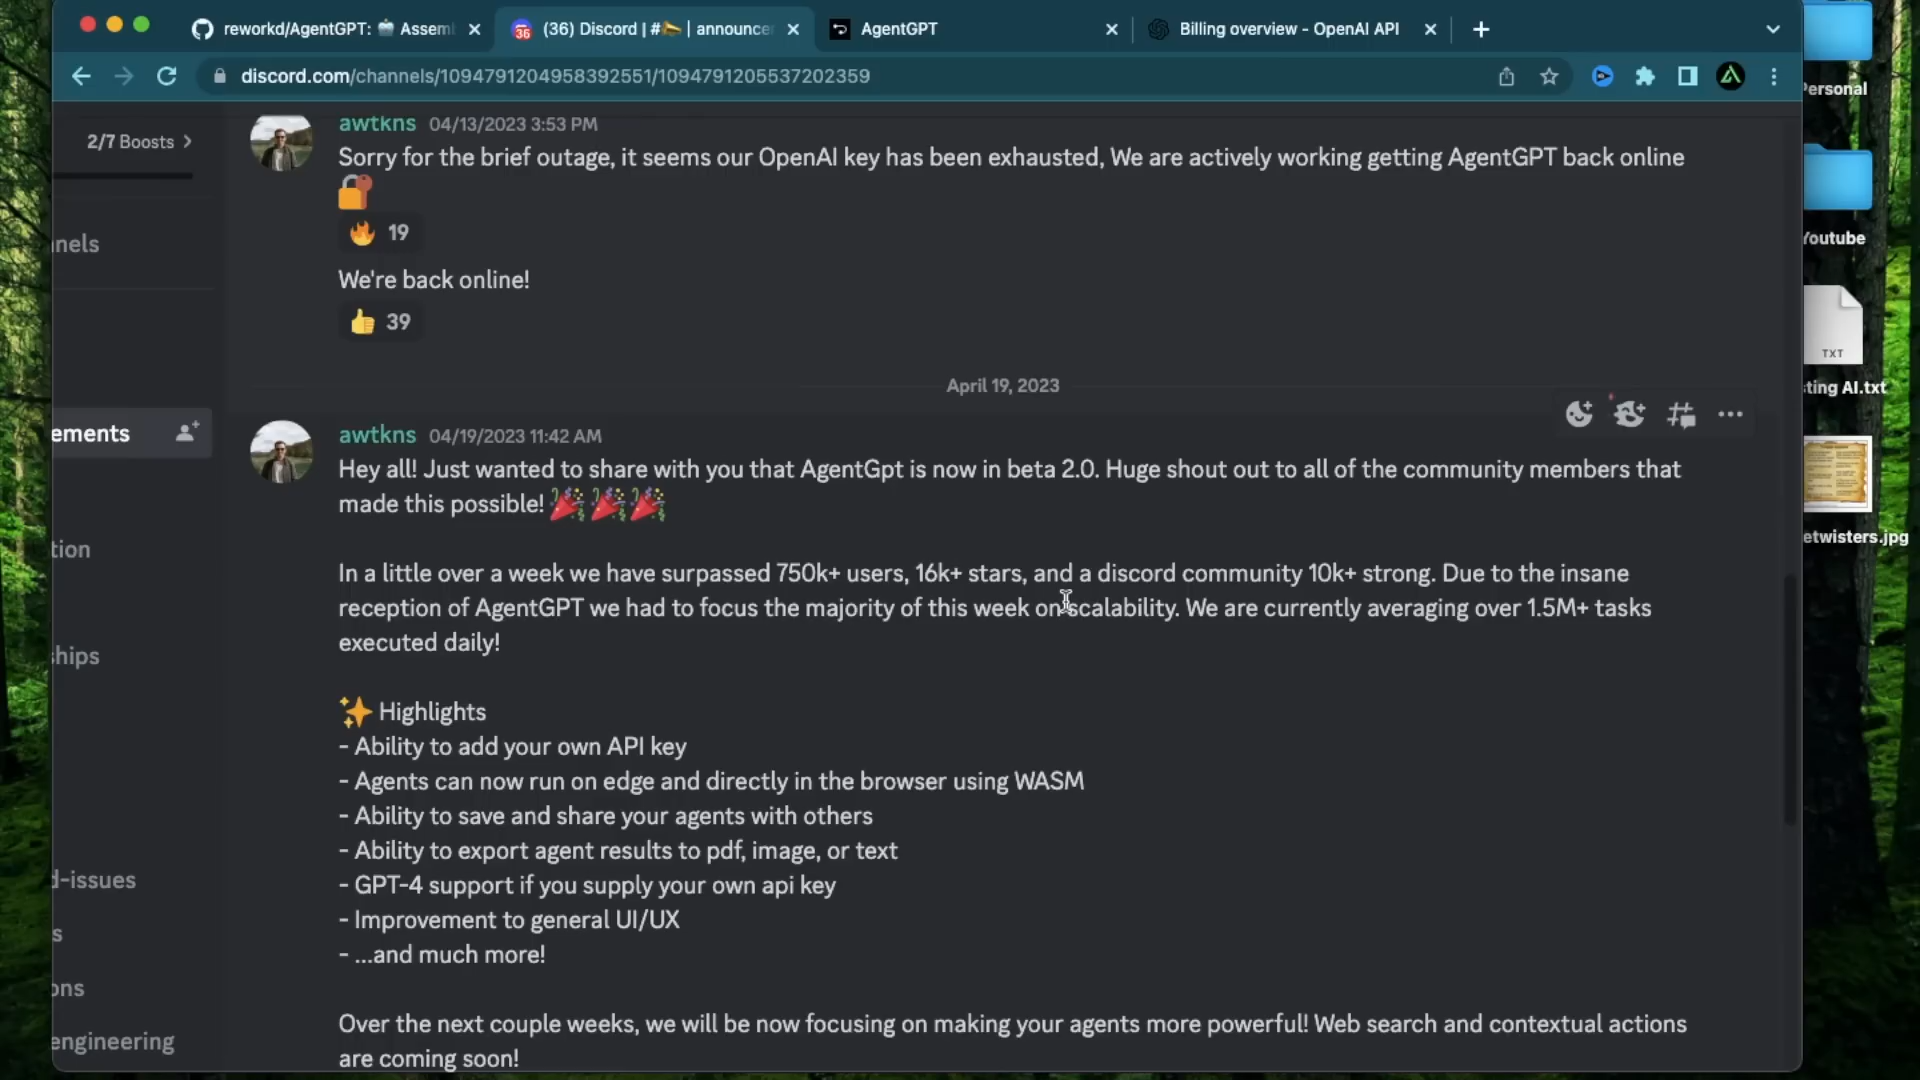 reworkd/AgentGPT: Assem
(36) Discord | # | announce
AgentGPT
Billing overview - OpenAI API
discord.com/channels/1094791204958392551/1094791205537202359
Personal
2/7 Boosts
awtkns 04/13/2023 3:53 PM
Sorry for the brief outage, it seems our OpenAI key has been exhausted, We are actively working getting AgentGPT back online
19
nnels
We're back online!
39
Youtube
TXT
April 19, 2023
sting AI.txt
ements
awtkns 04/19/2023 11:42 AM
Hey all! Just wanted to share with you that AgentGpt is now in beta 2.0. Huge shout out to all of the community members that
made this possible!
etwisters.jpg
tion
In a little over a week we have surpassed 750k+ users, 16k+ stars, and a discord community 10k+ strong. Due to the insane
reception of AgentGPT we had to focus the majority of this week on scalability. We are currently averaging over 1.5M+ tasks
executed daily!
ships
Highlights
- Ability to add your own API key
- Agents can now run on edge and directly in the browser using WASM
- Ability to save and share your agents with others
- Ability to export agent results to pdf, image, or text
- GPT-4 support if you supply your own api key
- Improvement to general UI/UX
- ...and much more!
d-issues
s
ons
engineering
Over the next couple weeks, we will be now focusing on making your agents more powerful! Web search and contextual actions
are coming soon!